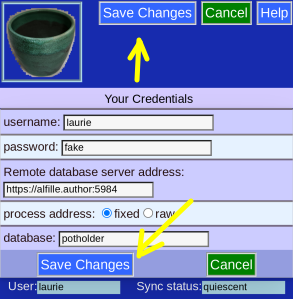 Save Changes Cancel Help
Your Credentials
username: laurie
password: fake
Remote database server address:
https://alfille.author:5984
process address: fixed raw
database: potholder
Save Changes Cancel
User: laurie Sync status: quiescent